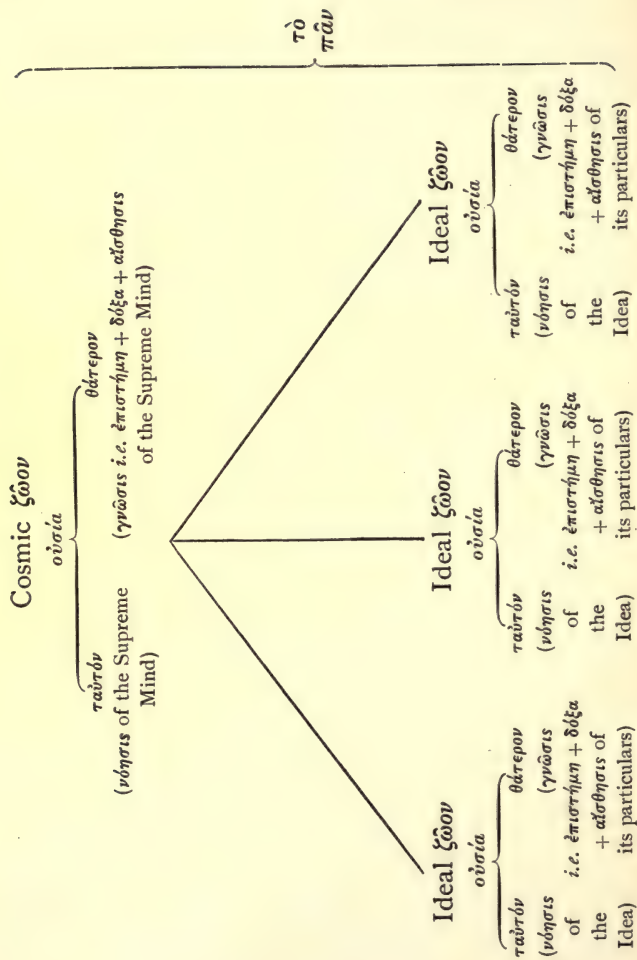 Cosmic ζῷον
οὐσία
ταὐτόν θάτερον
(νόησις of the Supreme Mind) (γνῶσις i.e. ἐπιστήμη + δόξα + αἴσθησις of the Supreme Mind)
Ideal ζῷον
οὐσία
ταὐτόν θάτερον
(νόησις (γνῶσις
of i.e. ἐπιστήμη + δόξα
the + αἴσθησις of
Idea) its particulars)
Ideal ζῷον
οὐσία
ταὐτόν θάτερον
(νόησις (γνῶσις
of i.e. ἐπιστήμη + δόξα
the + αἴσθησις of
Idea) its particulars)
Ideal ζῷον
οὐσία
ταὐτόν θάτερον
(νόησις (γνῶσις
of i.e. ἐπιστήμη + δόξα
the + αἴσθησις of
Idea) its particulars)
τὸ
πᾶν